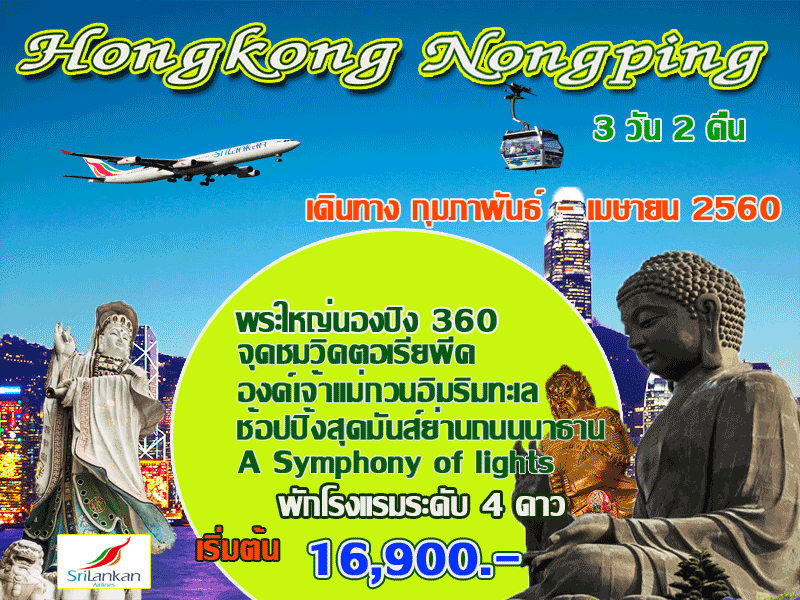 Hongkong Nongping
3 วัน 2 คืน
SriLankan
เดินทาง กุมภาพันธ์ - เมษายน 2560
พระใหญ่นองปิง 360
จุดชมวิคตอเรียพีค
องค์เจ้าแม่กวนอิมริมทะเล
ช้อปปิ้งสุดมันส์ย่านถนนนาธาน
A Symphony of lights
พักโรงแรมระดับ 4 ดาว
เริ่มต้น 16,900.-
SriLankan
Airlines